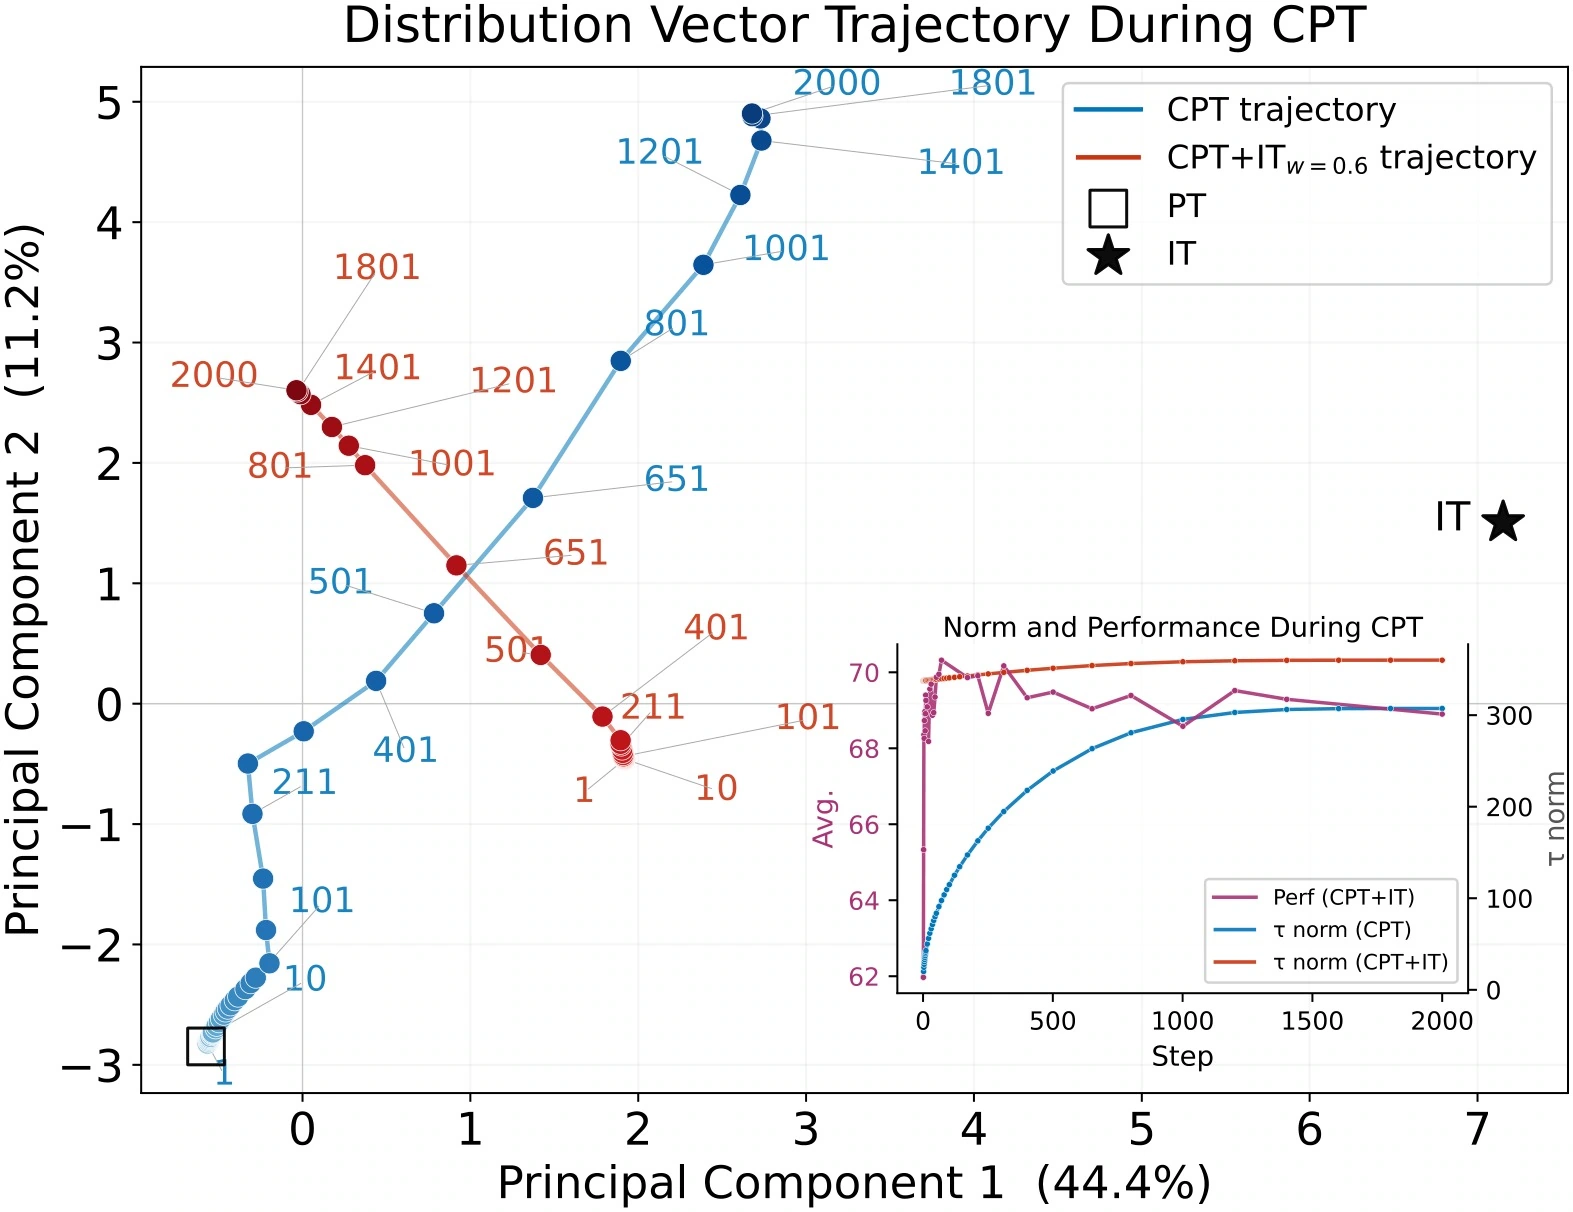 Distribution Vector Trajectory During CPT
Principal Component 2 (11.2%)
5
4
3
2
1
0
−1
−2
−3
2000
1801
1201
1401
1001
801
651
501
401
211
101
10
1
1801
2000
1401
1201
801
1001
651
501
401
211
101
1
10
CPT trajectory
CPT+IT w = 0.6 trajectory
PT
IT
IT
Norm and Performance During CPT
Avg.
70
68
66
64
62
τ norm
300
200
100
0
Perf (CPT+IT)
τ norm (CPT)
τ norm (CPT+IT)
0 500 1000 1500 2000
Step
0 1 2 3 4 5 6 7
Principal Component 1 (44.4%)